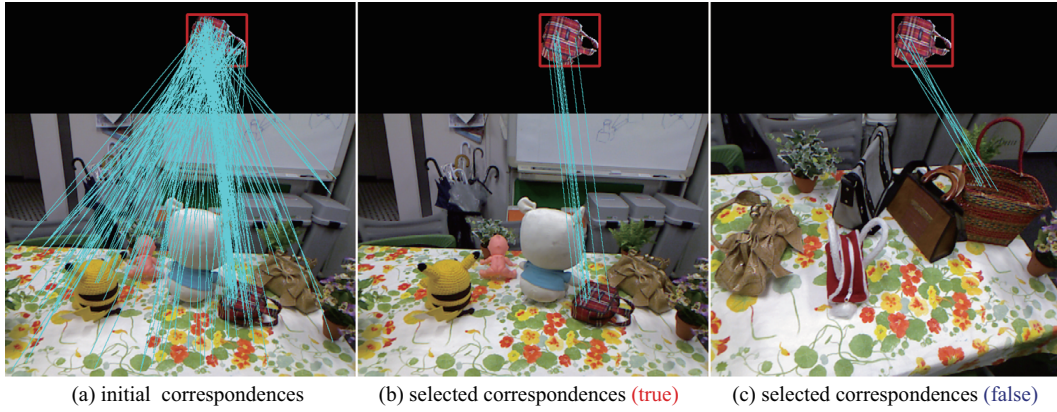 (a) initial correspondences
(b) selected correspondences (true)
(c) selected correspondences (false)